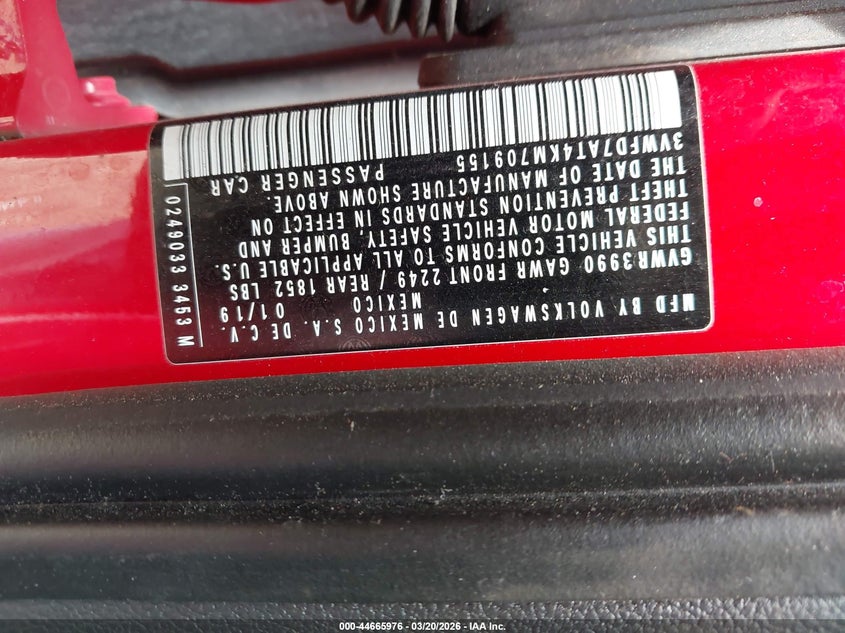 MFD BY VOLKSWAGEN DE MEXICO S.A. DE C.V.
MEXICO 01/19
GVWR 3990 GAWR FRONT 2249 / REAR 1852 LBS
THIS VEHICLE CONFORMS TO ALL APPLICABLE U.S.
FEDERAL MOTOR VEHICLE SAFETY, BUMPER AND
THEFT PREVENTION STANDARDS IN EFFECT ON
THE DATE OF MANUFACTURE SHOWN ABOVE.
3VWFD7AT4KM709155 PASSENGER CAR
0249033 3453 M
000-44665976 | 03/20/2026 | IAA Inc.